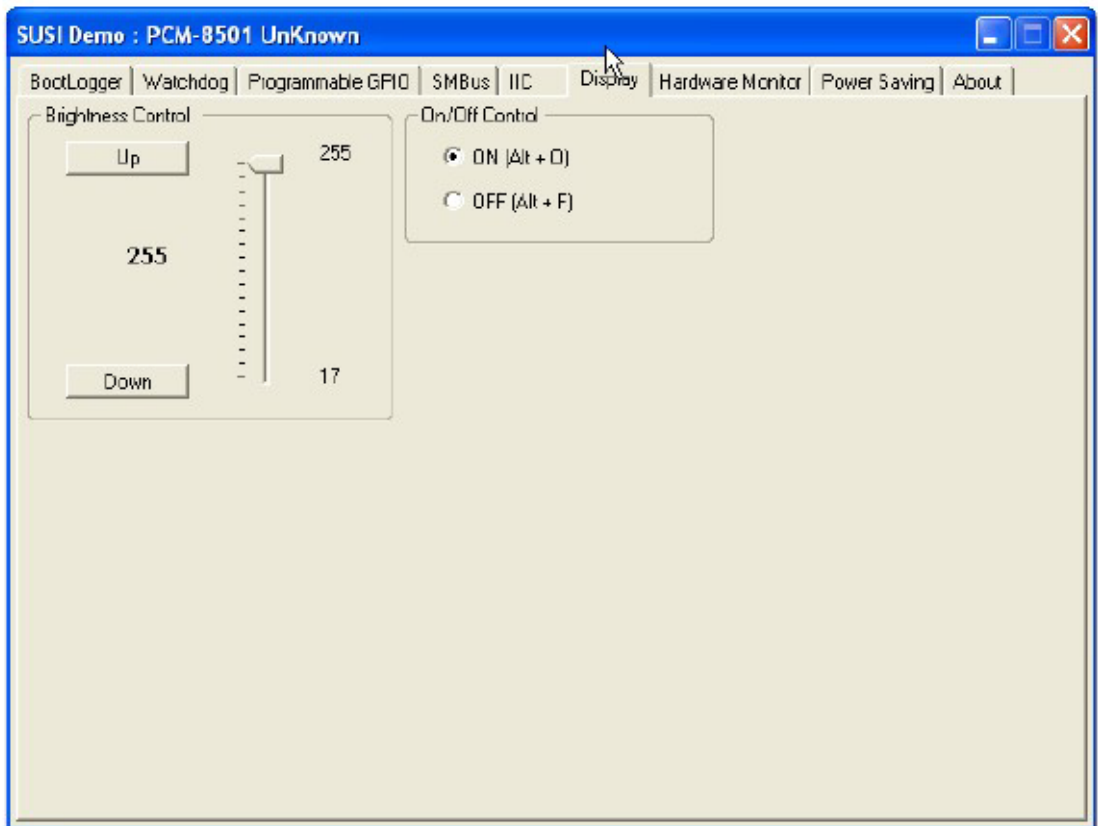 SUSI Demo : PCM-8501 UnKnown
BootLogger Watchdog Programmable GPIO SMBus IIC Display Hardware Monitor Power Saving About
Brightness Control On/Off Control
Up 255 ON (Alt + O)
OFF (Alt + F)
255
Down 17